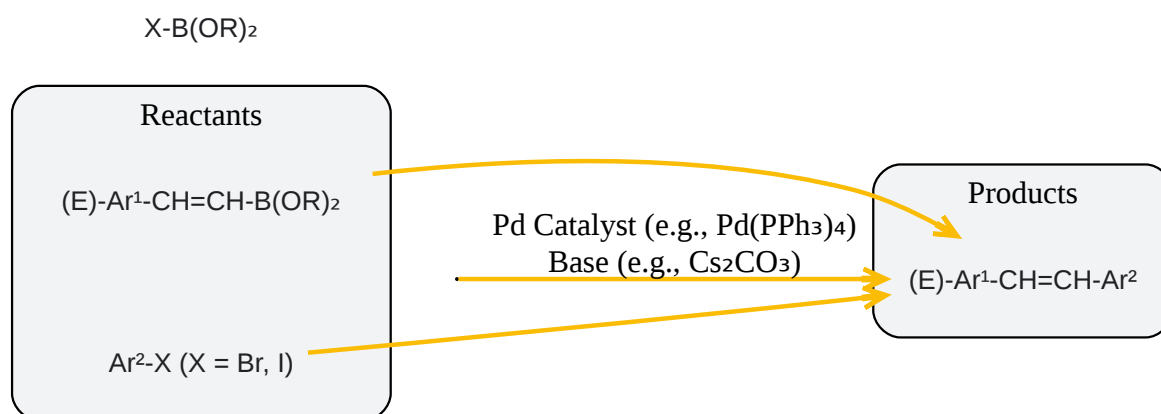 X-B(OR)₂
Reactants
(E)-Ar¹-CH=CH-B(OR)₂
Ar²-X (X = Br, I)
Pd Catalyst (e.g., Pd(PPh₃)₄)
Base (e.g., Cs₂CO₃)
Products
(E)-Ar¹-CH=CH-Ar²